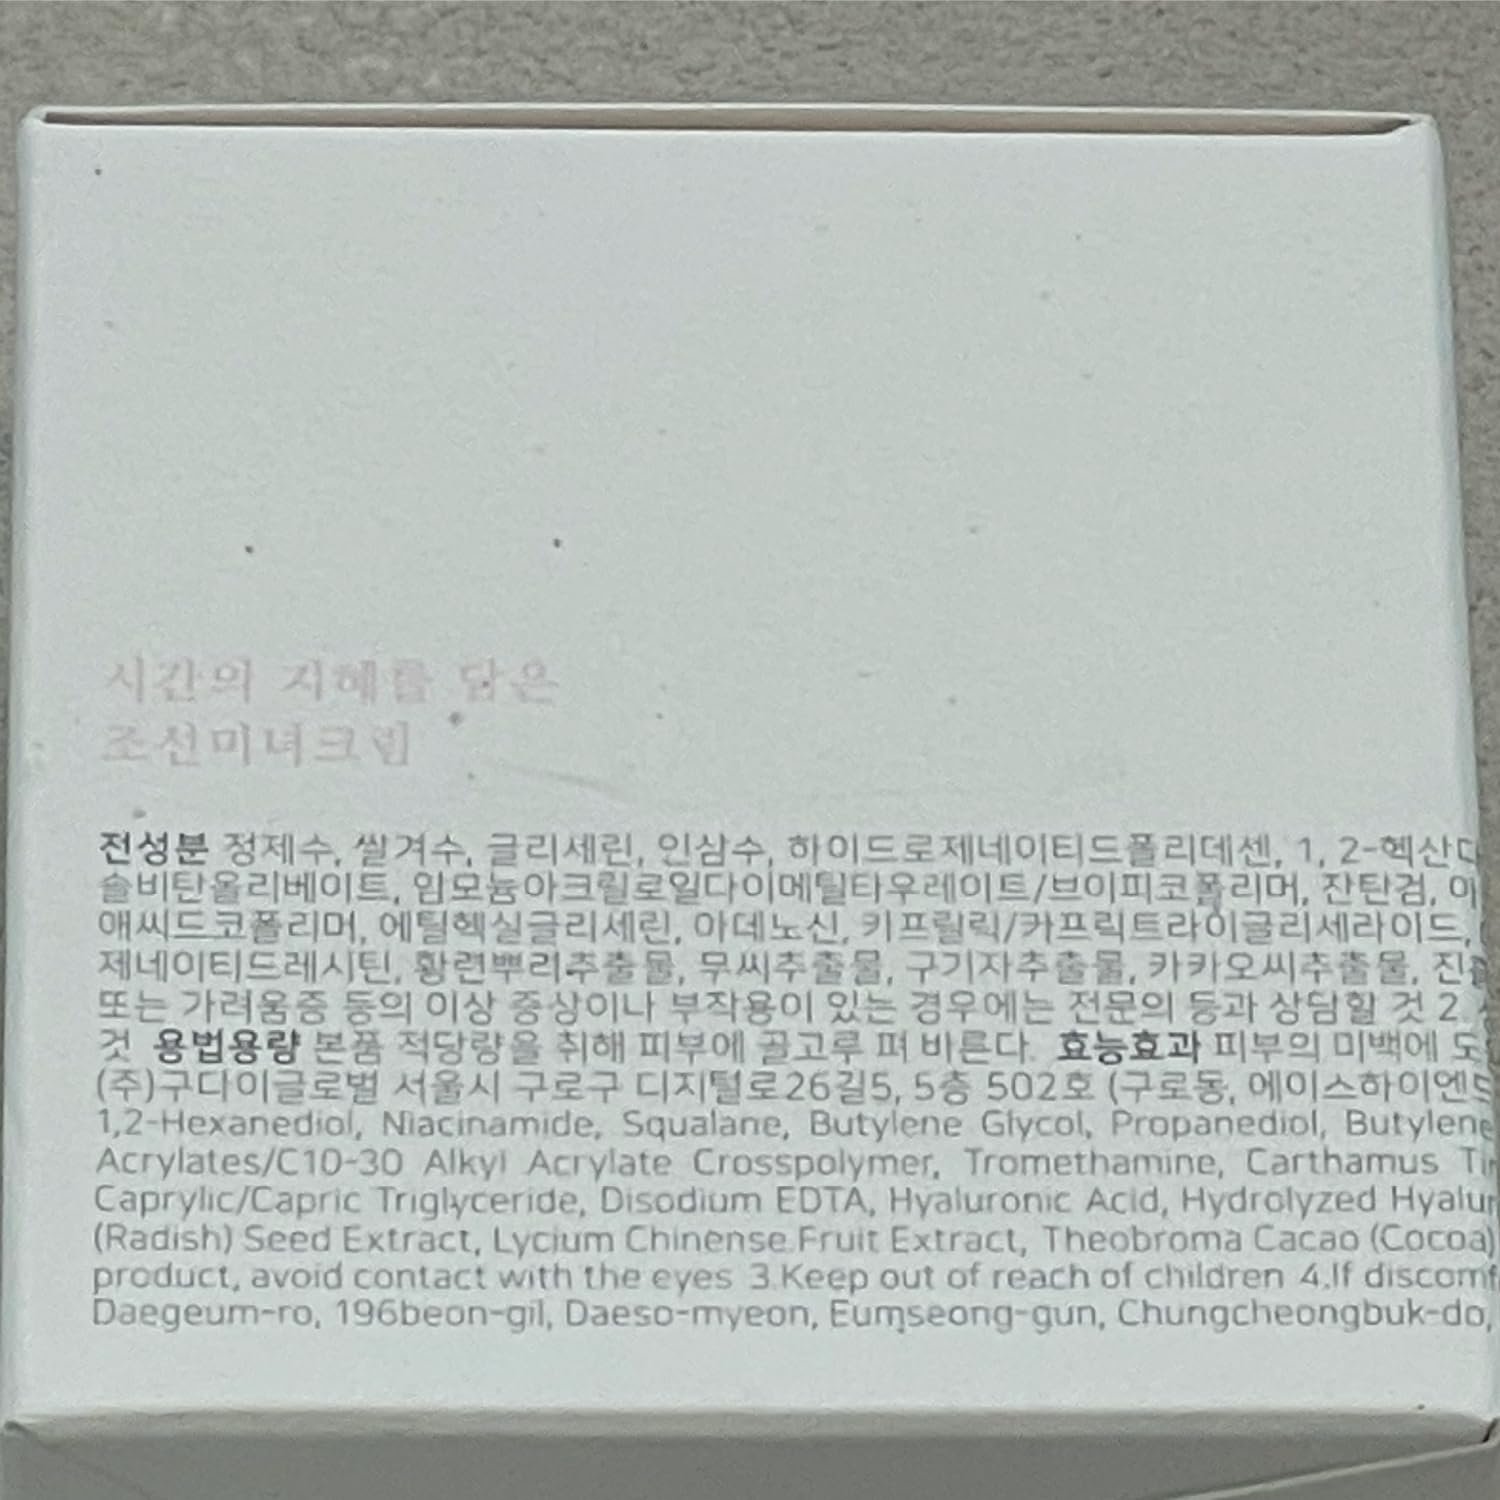 시간의 지혜를 담은
조선미녀크림
전성분 정제수, 쌀겨수, 글리세린, 인삼수, 하이드로제네이티드폴리데센, 1, 2-헥산다
솔비탄올리베이트, 암모늄아크릴로일다이메틸타우레이트/브이피코폴리머, 잔탄검, 아
애씨드코폴리머, 에틸헥실글리세린, 아데노신, 카프릴릭/카프릭트라이글리세라이드,
제네이티드레시틴, 황련뿌리추출물, 무씨추출물, 구기자추출물, 카카오씨추출물, 진
또는 가려움증 등의 이상 증상이나 부작용이 있는 경우에는 전문의 등과 상담할 것 2.
것 용법용량 본품 적당량을 취해 피부에 골고루 펴 바른다. 효능효과 피부의 미백에 도
(주)구다이글로벌 서울시 구로구 디지털로26길5, 5층 502호 (구로동, 에이스하이엔드
1,2-Hexanediol, Niacinamide, Squalane, Butylene Glycol, Propanediol, Butylene
Acrylates/C10-30 Alkyl Acrylate Crosspolymer, Tromethamine, Carthamus Tin
Caprylic/Capric Triglyceride, Disodium EDTA, Hyaluronic Acid, Hydrolyzed Hyalur
(Radish) Seed Extract, Lycium Chinense Fruit Extract, Theobroma Cacao (Cocoa)
product, avoid contact with the eyes 3.Keep out of reach of children 4.If discomf
Daegeum-ro, 196beon-gil, Daeso-myeon, Eumseong-gun, Chungcheongbuk-do,